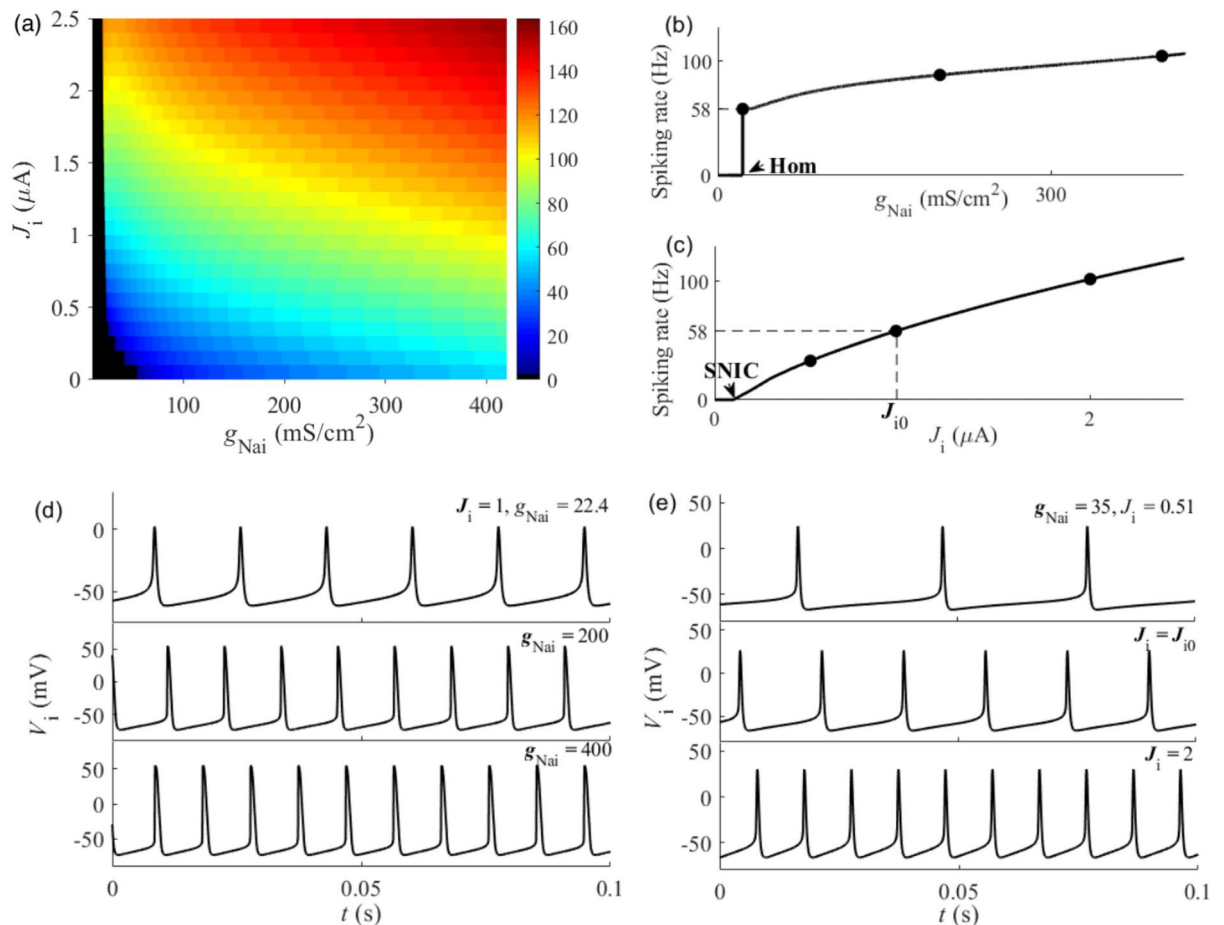 (a)
2.5
2
1.5
1
0.5
0
J_i (μA)
100
200
300
400
g_Nai (mS/cm²)
160
140
120
100
80
60
40
20
0
(b)
100
58
0
Spiking rate (Hz)
Hom
0
300
g_Nai (mS/cm²)
(c)
100
58
0
Spiking rate (Hz)
SNIC
J_i0
0
2
J_i (μA)
(d)
J_i = 1, g_Nai = 22.4
0
-50
g_Nai = 200
50
0
-50
V_i (mV)
g_Nai = 400
50
0
-50
0
0.05
0.1
t (s)
(e)
g_Nai = 35, J_i = 0.51
50
0
-50
J_i = J_i0
50
0
-50
V_i (mV)
J_i = 2
50
0
-50
-100
0
0.05
0.1
t (s)